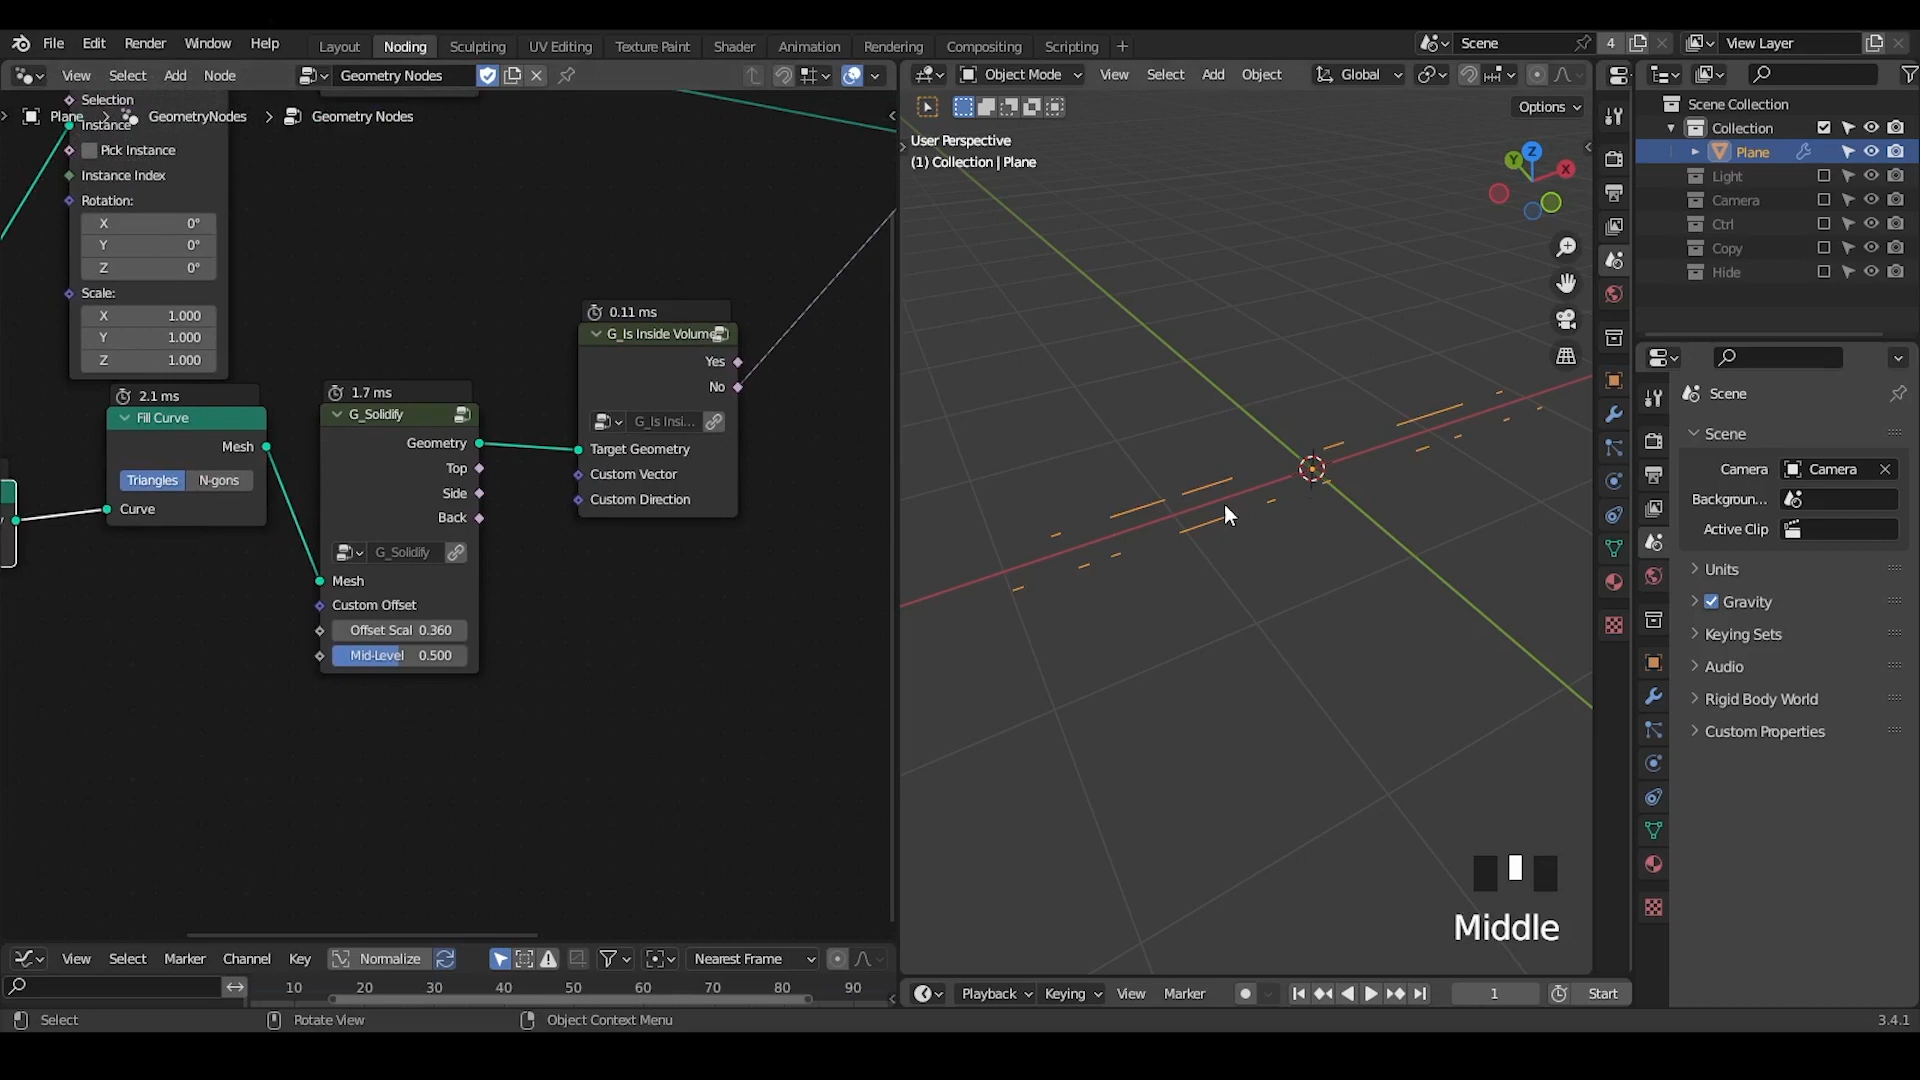 File Edit Render Window Help
Layout Noding Sculpting UV Editing Texture Paint Shader Animation Rendering Compositing Scripting +
Scene 4 View Layer
View Select Add Node Geometry Nodes
Object Mode View Select Add Object Global
Options
Selection
Plane > GeometryNodes > Geometry Nodes
Instance
Pick Instance
Instance Index
Rotation:
X 0°
Y 0°
Z 0°
Scale:
X 1.000
Y 1.000
Z 1.000
2.1 ms
Fill Curve
Mesh
Triangles N-gons
Curve
1.7 ms
G_Solidify
Geometry
Top
Side
Back
G_Solidify
Mesh
Custom Offset
Offset Scal 0.360
Mid-Level 0.500
0.11 ms
G_Is Inside Volume
Yes
No
G_Is Insi...
Target Geometry
Custom Vector
Custom Direction
User Perspective
(1) Collection | Plane
Z
Y
X
Middle
Scene Collection
Collection
Plane
Light
Camera
Ctrl
Copy
Hide
Scene
Scene
Camera Camera
Backgroun...
Active Clip
Units
Gravity
Keying Sets
Audio
Rigid Body World
Custom Properties
View Select Marker Channel Key Normalize Nearest Frame
10 20 30 40 50 60 70 80 90
Playback Keying View Marker 1 Start
Select Rotate View Object Context Menu 3.4.1